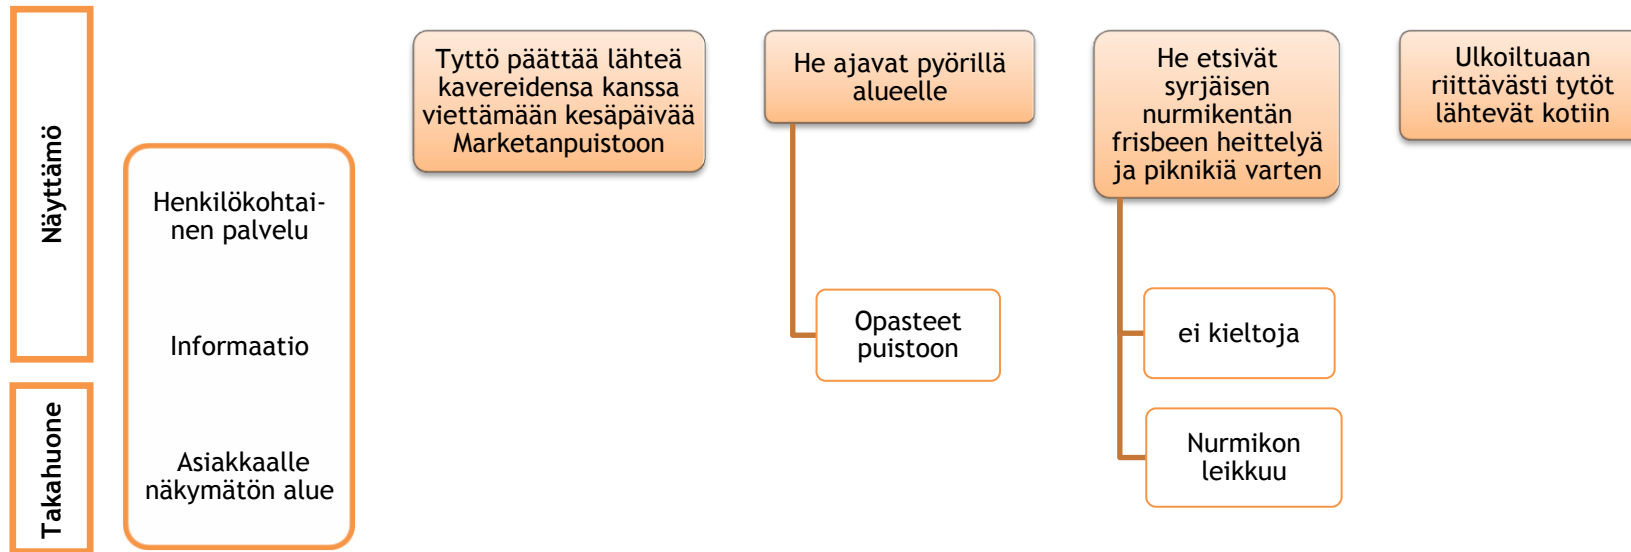 Näyttämö
Takahuone
Henkilökohtai-
nen palvelu
Informaatio
Asiakkaalle
näkymätön alue
Tyttö päättää lähteä
kavereidensa kanssa
viettämään kesäpäivää
Marketanpuistoon
He ajavat pyörillä
alueelle
Opasteet
puistoon
He etsivät
syrjäisen
nurmikentän
frisbeen heittelyä
ja piknikiä varten
ei kieltoja
Nurmikon
leikkuu
Ulkoiltuaan
riittävästi tytöt
lähtevät kotiin